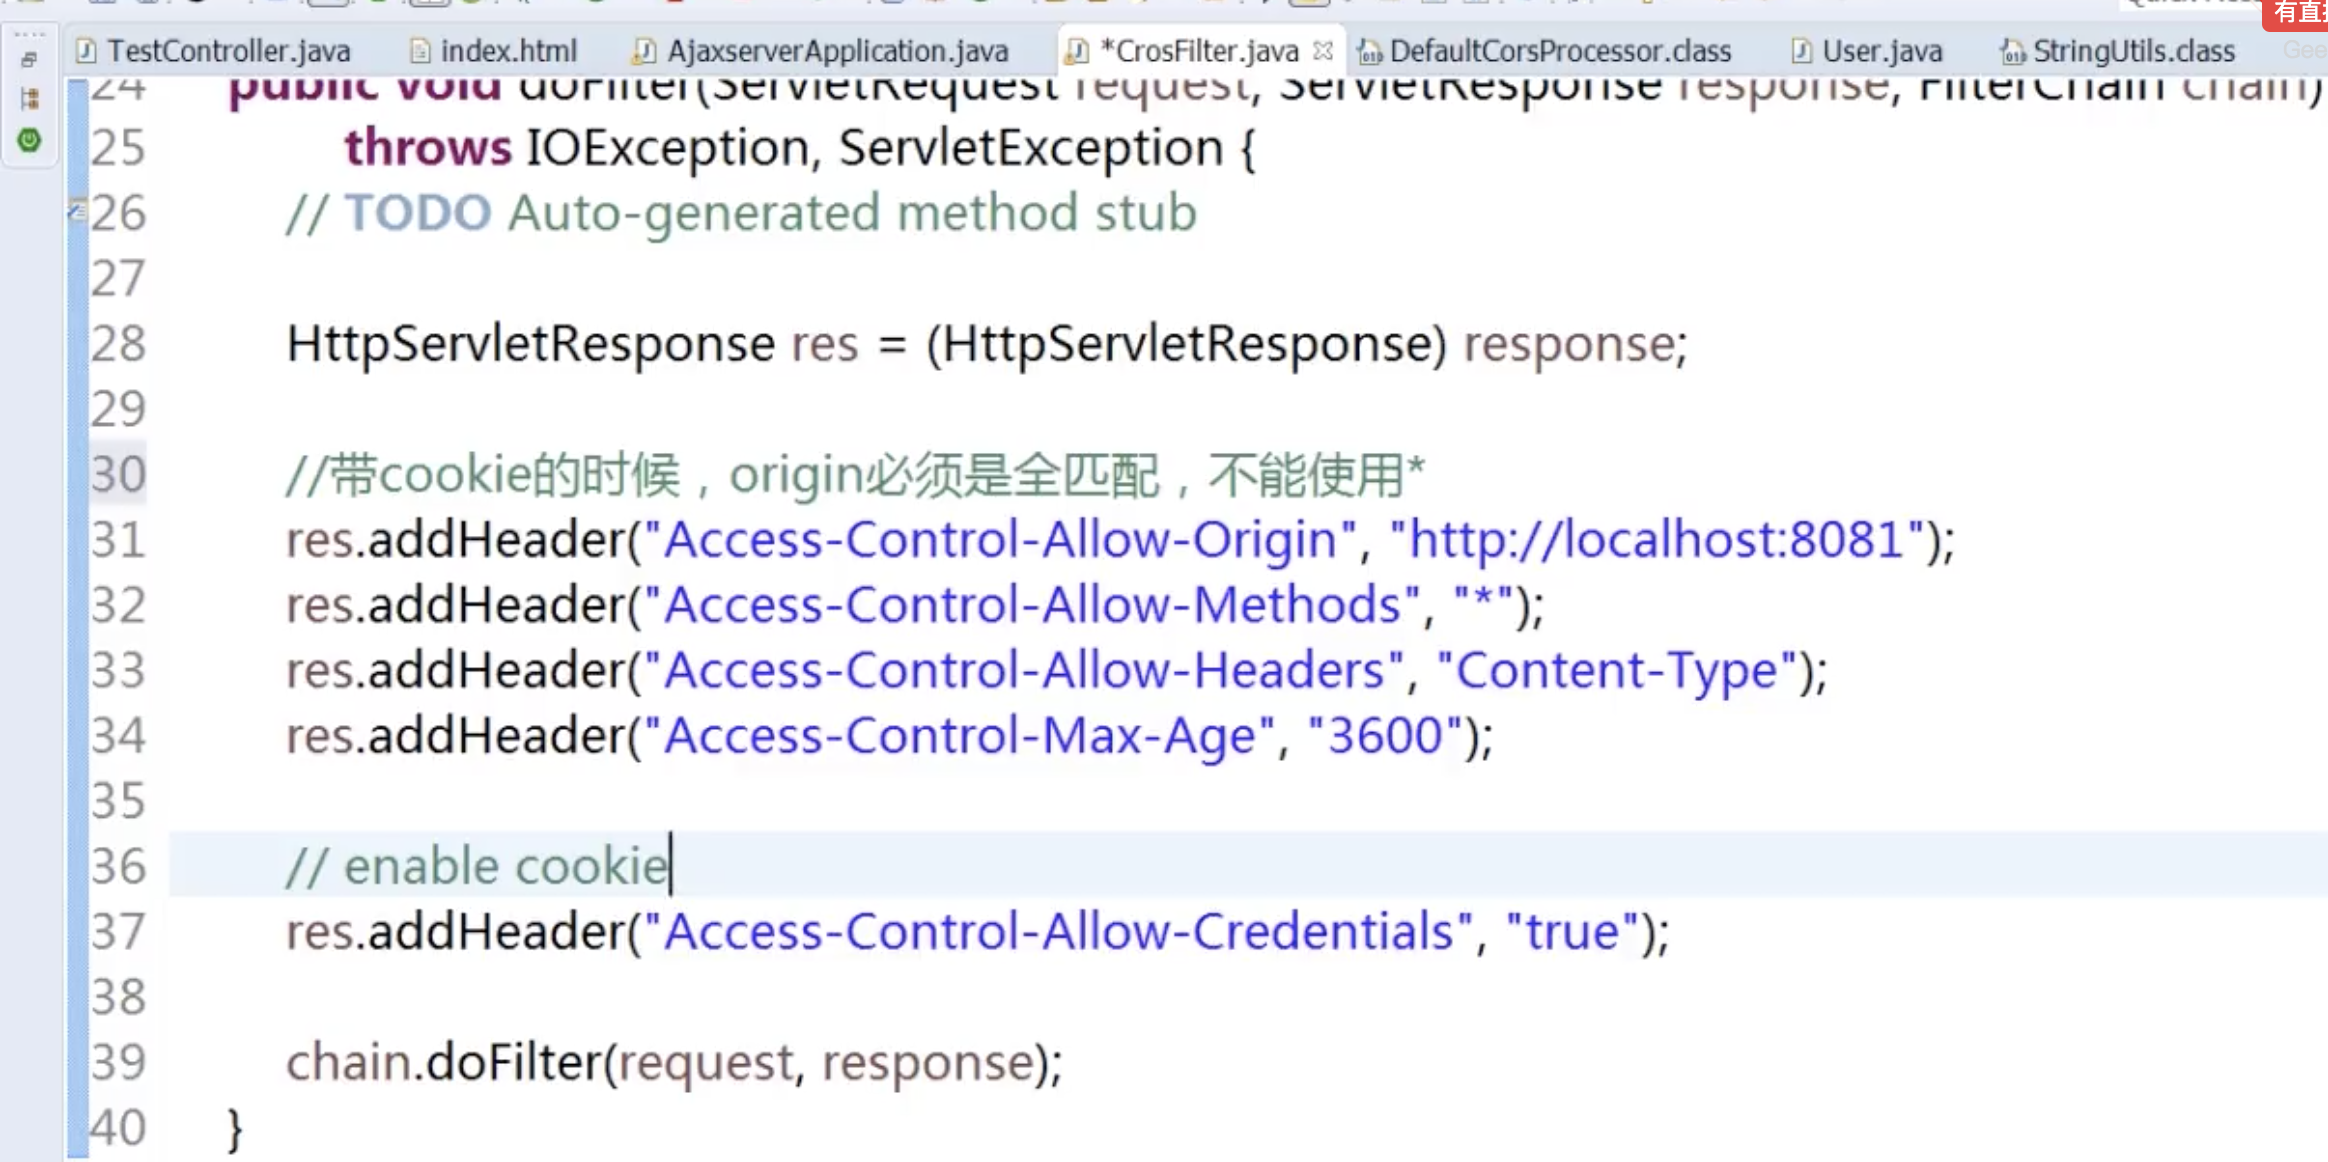 有直
TestController.java index.html AjaxserverApplication.java *CrosFilter.java DefaultCorsProcessor.class User.java StringUtils.class Gee
24 public void doFilter(ServletRequest request, ServletResponse response, FilterChain chain)
25 throws IOException, ServletException {
26 // TODO Auto-generated method stub
27
28 HttpServletResponse res = (HttpServletResponse) response;
29
30 //带cookie的时候，origin必须是全匹配，不能使用*
31 res.addHeader("Access-Control-Allow-Origin", "http://localhost:8081");
32 res.addHeader("Access-Control-Allow-Methods", "*");
33 res.addHeader("Access-Control-Allow-Headers", "Content-Type");
34 res.addHeader("Access-Control-Max-Age", "3600");
35
36 // enable cookie
37 res.addHeader("Access-Control-Allow-Credentials", "true");
38
39 chain.doFilter(request, response);
40 }